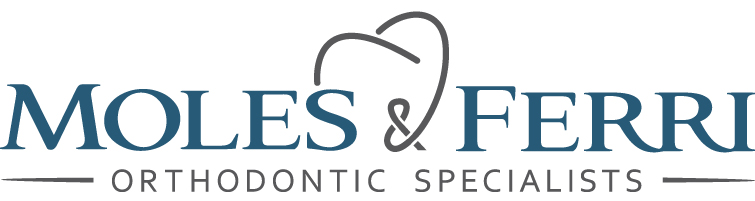 MOLES & FERRI
ORTHODONTIC SPECIALISTS